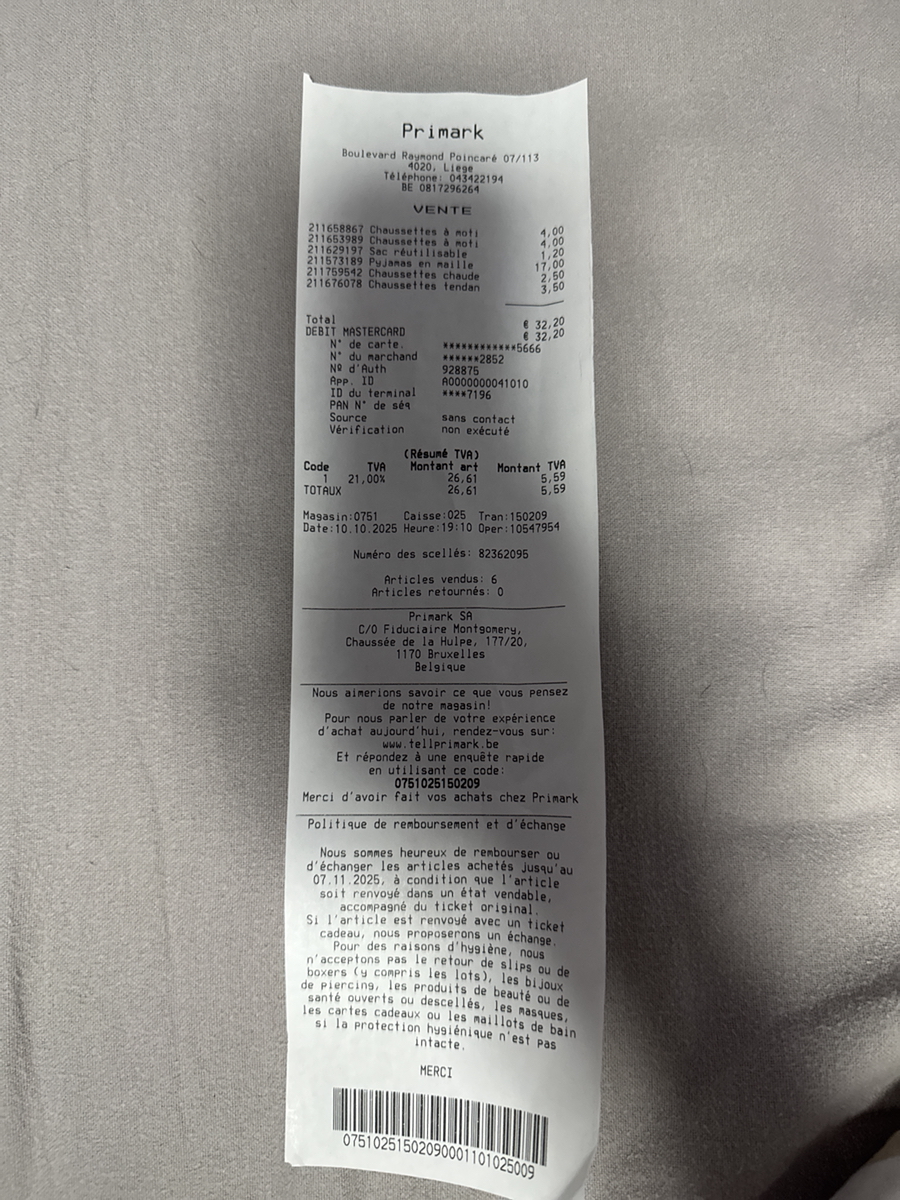 Primark
Boulevard Raymond Poincaré 07/113
4020, Liege
Téléphone: 043422194
BE 0817296264
VENTE
211658867 Chaussettes à moti 4,00
211653989 Chaussettes à moti 4,00
211629197 Sac réutilisable 1,20
211573189 Pyjamas en maille 17,00
211759542 Chaussettes chaude 2,50
211676078 Chaussettes tendan 3,50
Total € 32,20
DEBIT MASTERCARD € 32,20
N° de carte. ************5666
N° du marchand ******2852
Nº d'Auth 928875
App. ID A0000000041010
ID du terminal ****7196
PAN N° de séq
Source sans contact
Vérification non exécuté
(Résumé TVA)
Code TVA Montant art Montant TVA
1 21,00% 26,61 5,59
TOTAUX 26,61 5,59
Magasin:0751 Caisse:025 Tran:150209
Date:10.10.2025 Heure:19:10 Oper:10547954
Numéro des scellés: 82362095
Articles vendus: 6
Articles retournés: 0
Primark SA
C/O Fiduciaire Montgomery,
Chaussée de la Hulpe, 177/20,
1170 Bruxelles
Belgique
Nous aimerions savoir ce que vous pensez
de notre magasin!
Pour nous parler de votre expérience
d'achat aujourd'hui, rendez-vous sur:
www.tellprimark.be
Et répondez à une enquête rapide
en utilisant ce code:
0751025150209
Merci d'avoir fait vos achats chez Primark
Politique de remboursement et d'échange
Nous sommes heureux de rembourser ou
d'échanger les articles achetés jusqu'au
07.11.2025, à condition que l'article
soit renvoyé dans un état vendable,
accompagné du ticket original.
Si l'article est renvoyé avec un ticket
cadeau, nous proposerons un échange.
Pour des raisons d'hygiène, nous
n'acceptons pas le retour de slips ou de
boxers (y compris les lots), les bijoux
de piercing, les produits de beauté ou de
santé ouverts ou descellés, les masques,
les cartes cadeaux ou les maillots de bain
si la protection hygiénique n'est pas
intacte.
MERCI
07510251502090001101025009